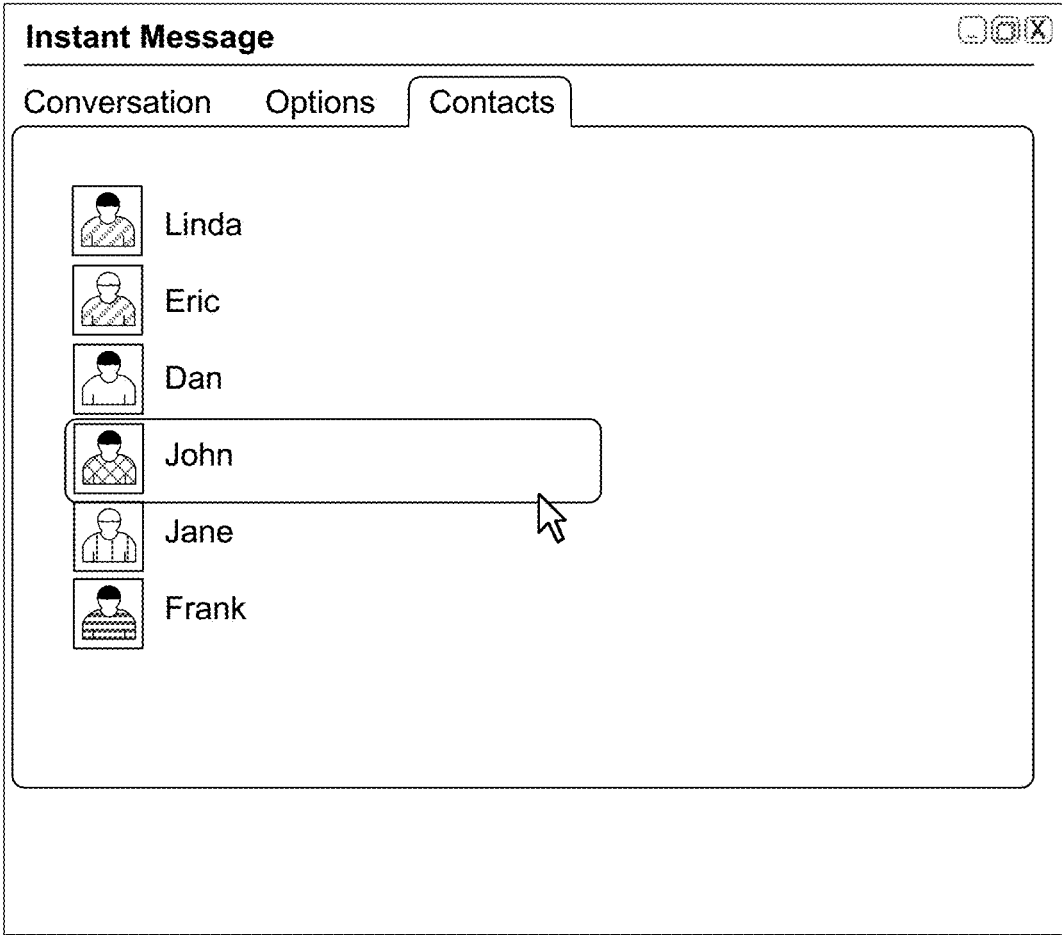 Instant Message
Conversation Options Contacts
Linda
Eric
Dan
John
Jane
Frank